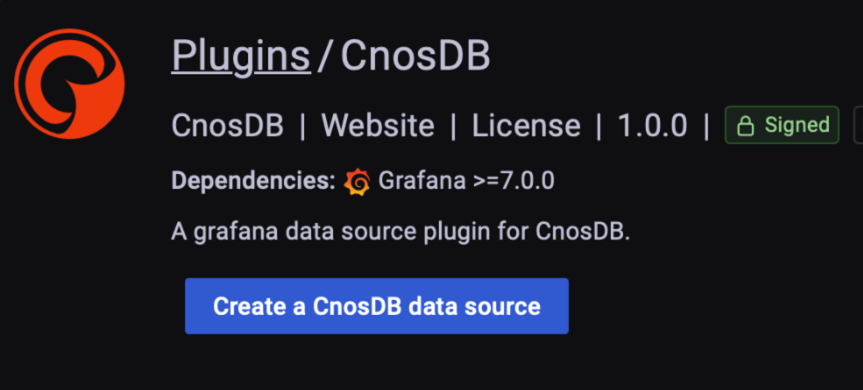 Plugins / CnosDB
CnosDB | Website | License | 1.0.0 | Signed
Dependencies: Grafana >=7.0.0
A grafana data source plugin for CnosDB.
Create a CnosDB data source